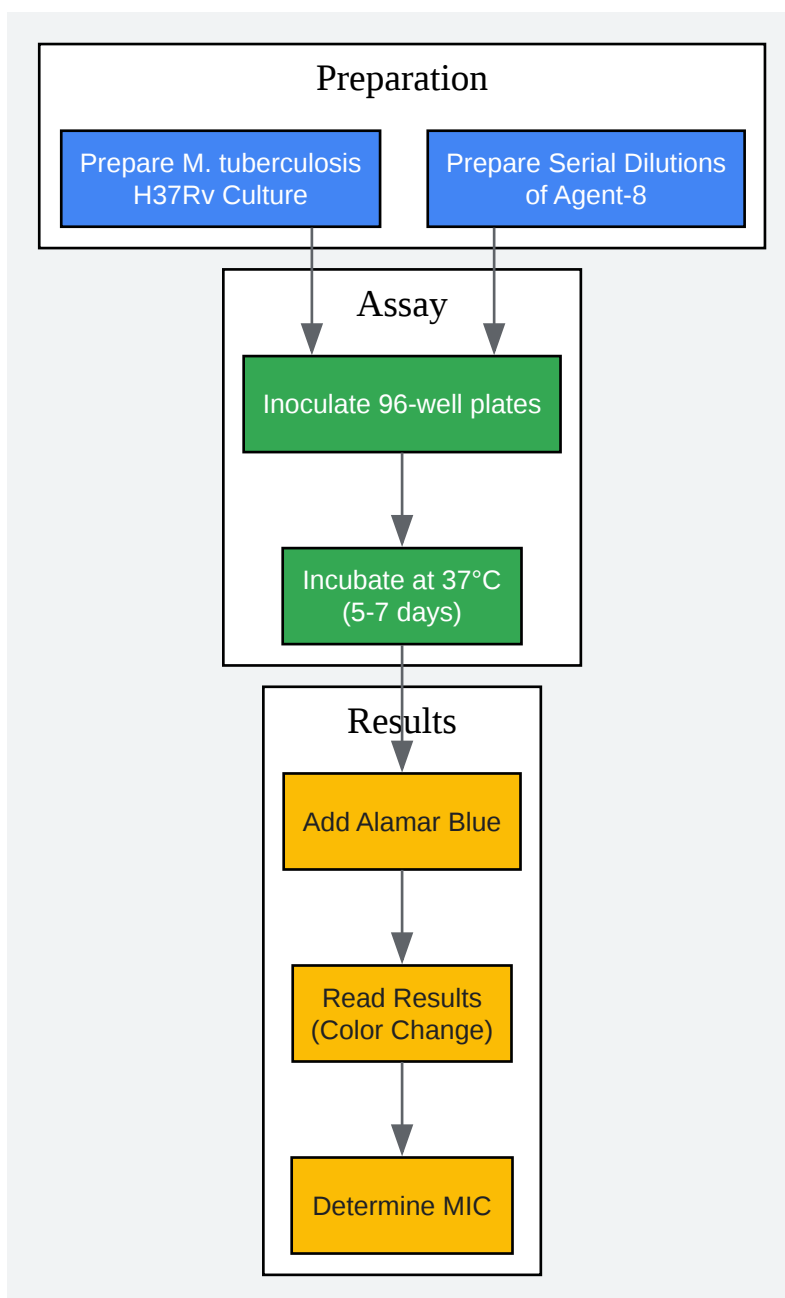 Preparation
Prepare M. tuberculosis
H37Rv Culture
Prepare Serial Dilutions
of Agent-8
Assay
Inoculate 96-well plates
Incubate at 37°C
(5-7 days)
Results
Add Alamar Blue
Read Results
(Color Change)
Determine MIC